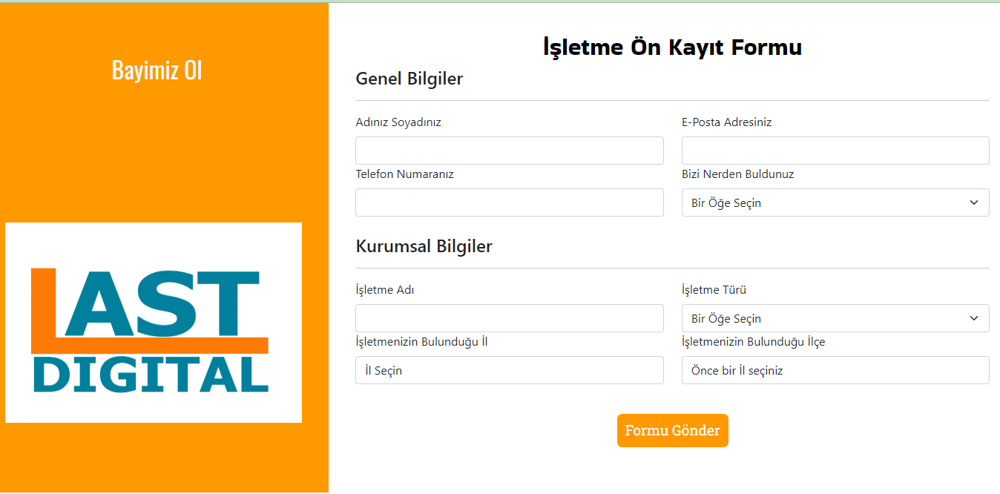 Bayimiz Ol
LAST
DIGITAL
İşletme Ön Kayıt Formu
Genel Bilgiler
Adınız Soyadınız
E-Posta Adresiniz
Telefon Numaranız
Bizi Nerden Buldunuz
Bir Öğe Seçin
Kurumsal Bilgiler
İşletme Adı
İşletme Türü
Bir Öğe Seçin
İşletmenizin Bulunduğu İl
İşletmenizin Bulunduğu İlçe
İl Seçin
Önce bir İl seçiniz
Formu Gönder